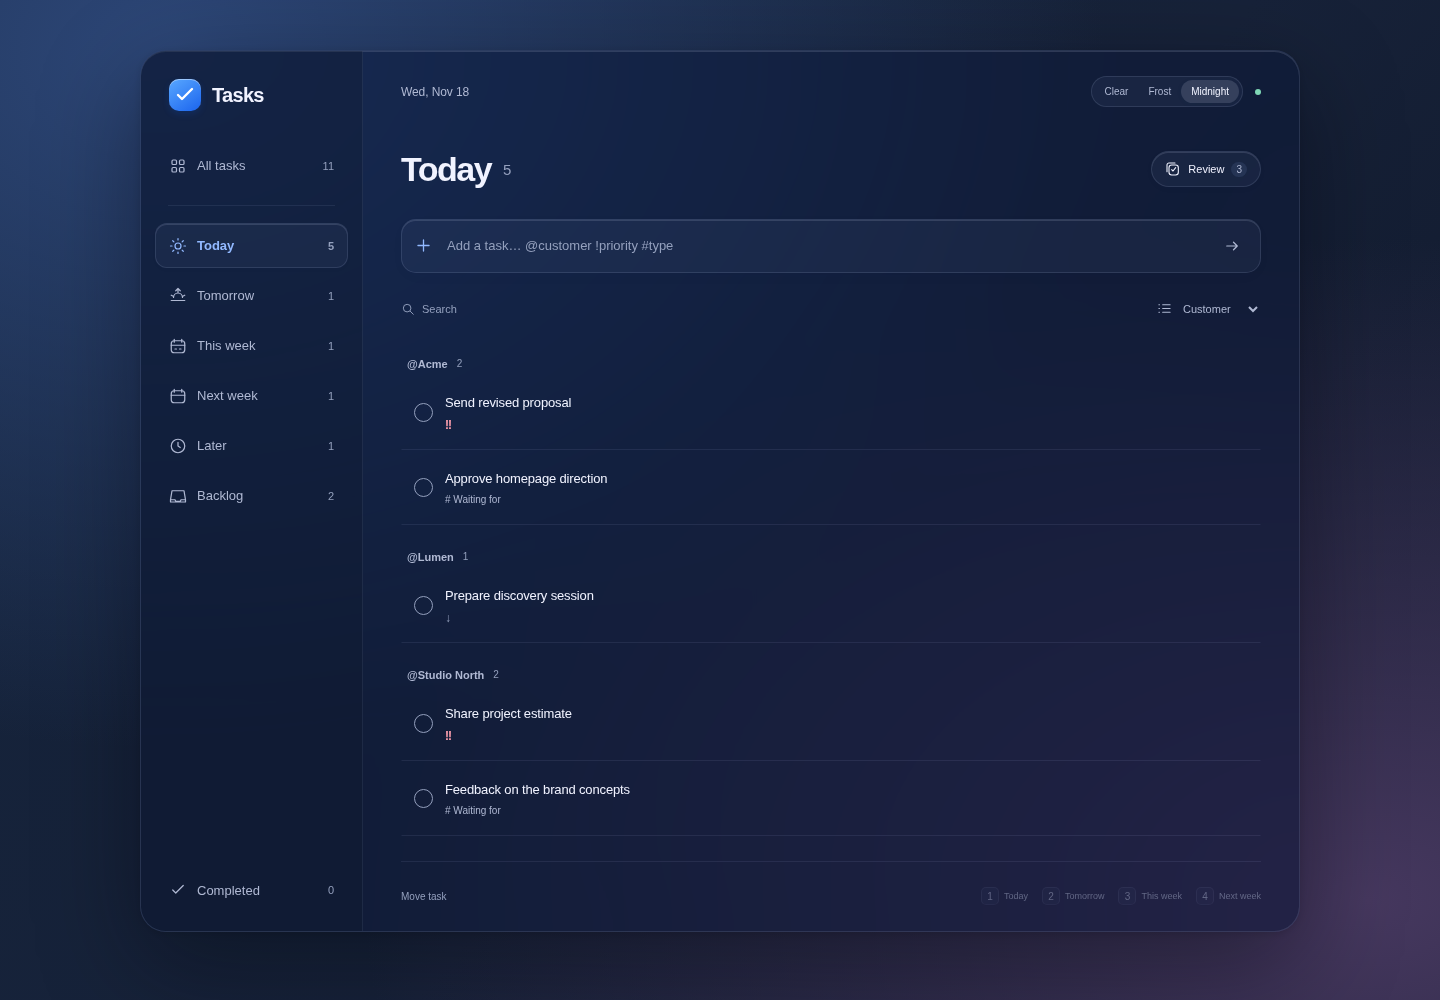 Tasks
All tasks 11
Today 5
Tomorrow 1
This week 1
Next week 1
Later 1
Backlog 2
Completed 0
Wed, Nov 18
Clear Frost Midnight
Today 5
Review 3
Add a task… @customer !priority #type
Search
Customer
@Acme 2
Send revised proposal
!!
Approve homepage direction
# Waiting for
@Lumen 1
Prepare discovery session
↓
@Studio North 2
Share project estimate
!!
Feedback on the brand concepts
# Waiting for
Move task
1 Today 2 Tomorrow 3 This week 4 Next week